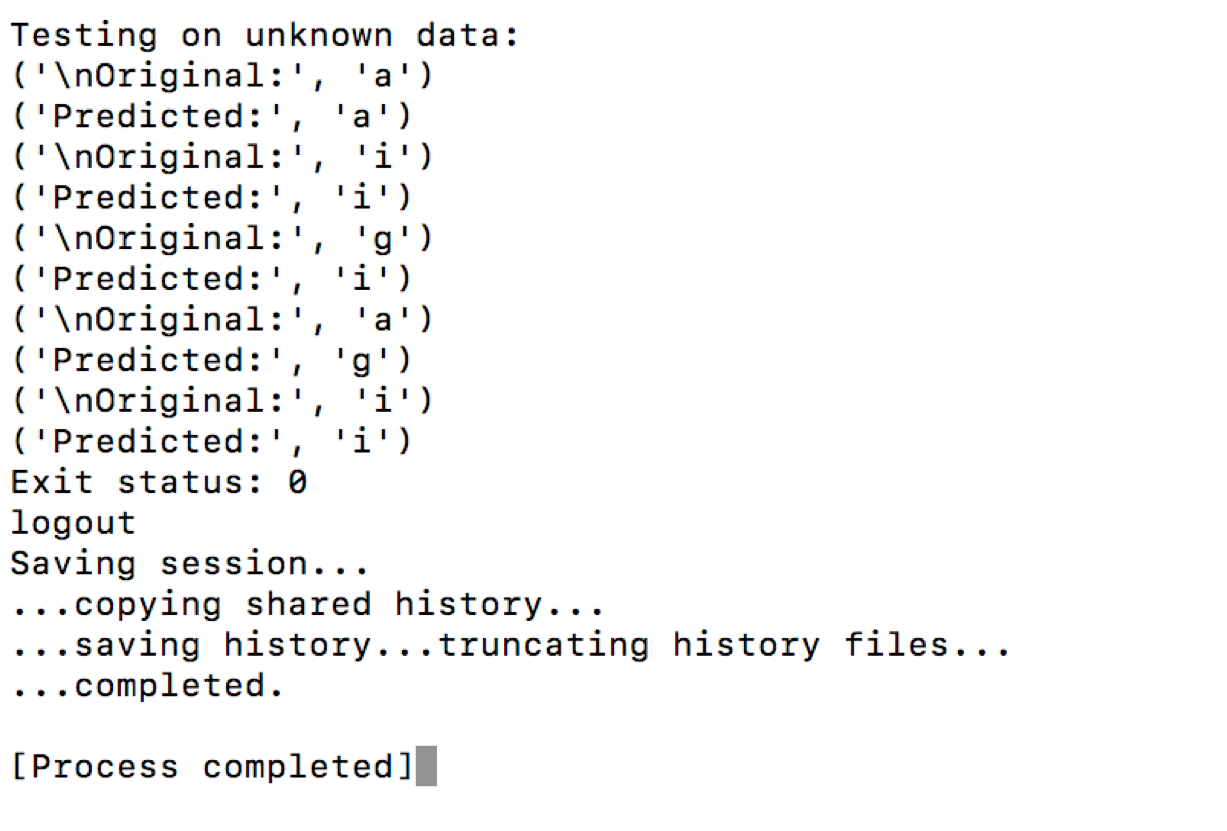 Testing on unknown data:
('\nOriginal:', 'a')
('Predicted:', 'a')
('\nOriginal:', 'i')
('Predicted:', 'i')
('\nOriginal:', 'g')
('Predicted:', 'i')
('\nOriginal:', 'a')
('Predicted:', 'g')
('\nOriginal:', 'i')
('Predicted:', 'i')
Exit status: 0
logout
Saving session...
...copying shared history...
...saving history...truncating history files...
...completed.
[Process completed]